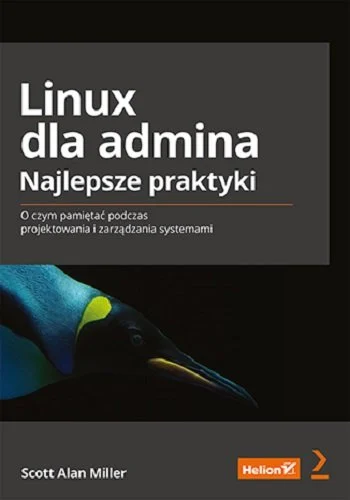 Linux
dla admina
Najlepsze praktyki
O czym pamiętać podczas
projektowania i zarządzania systemami
Scott Alan Miller
Helion